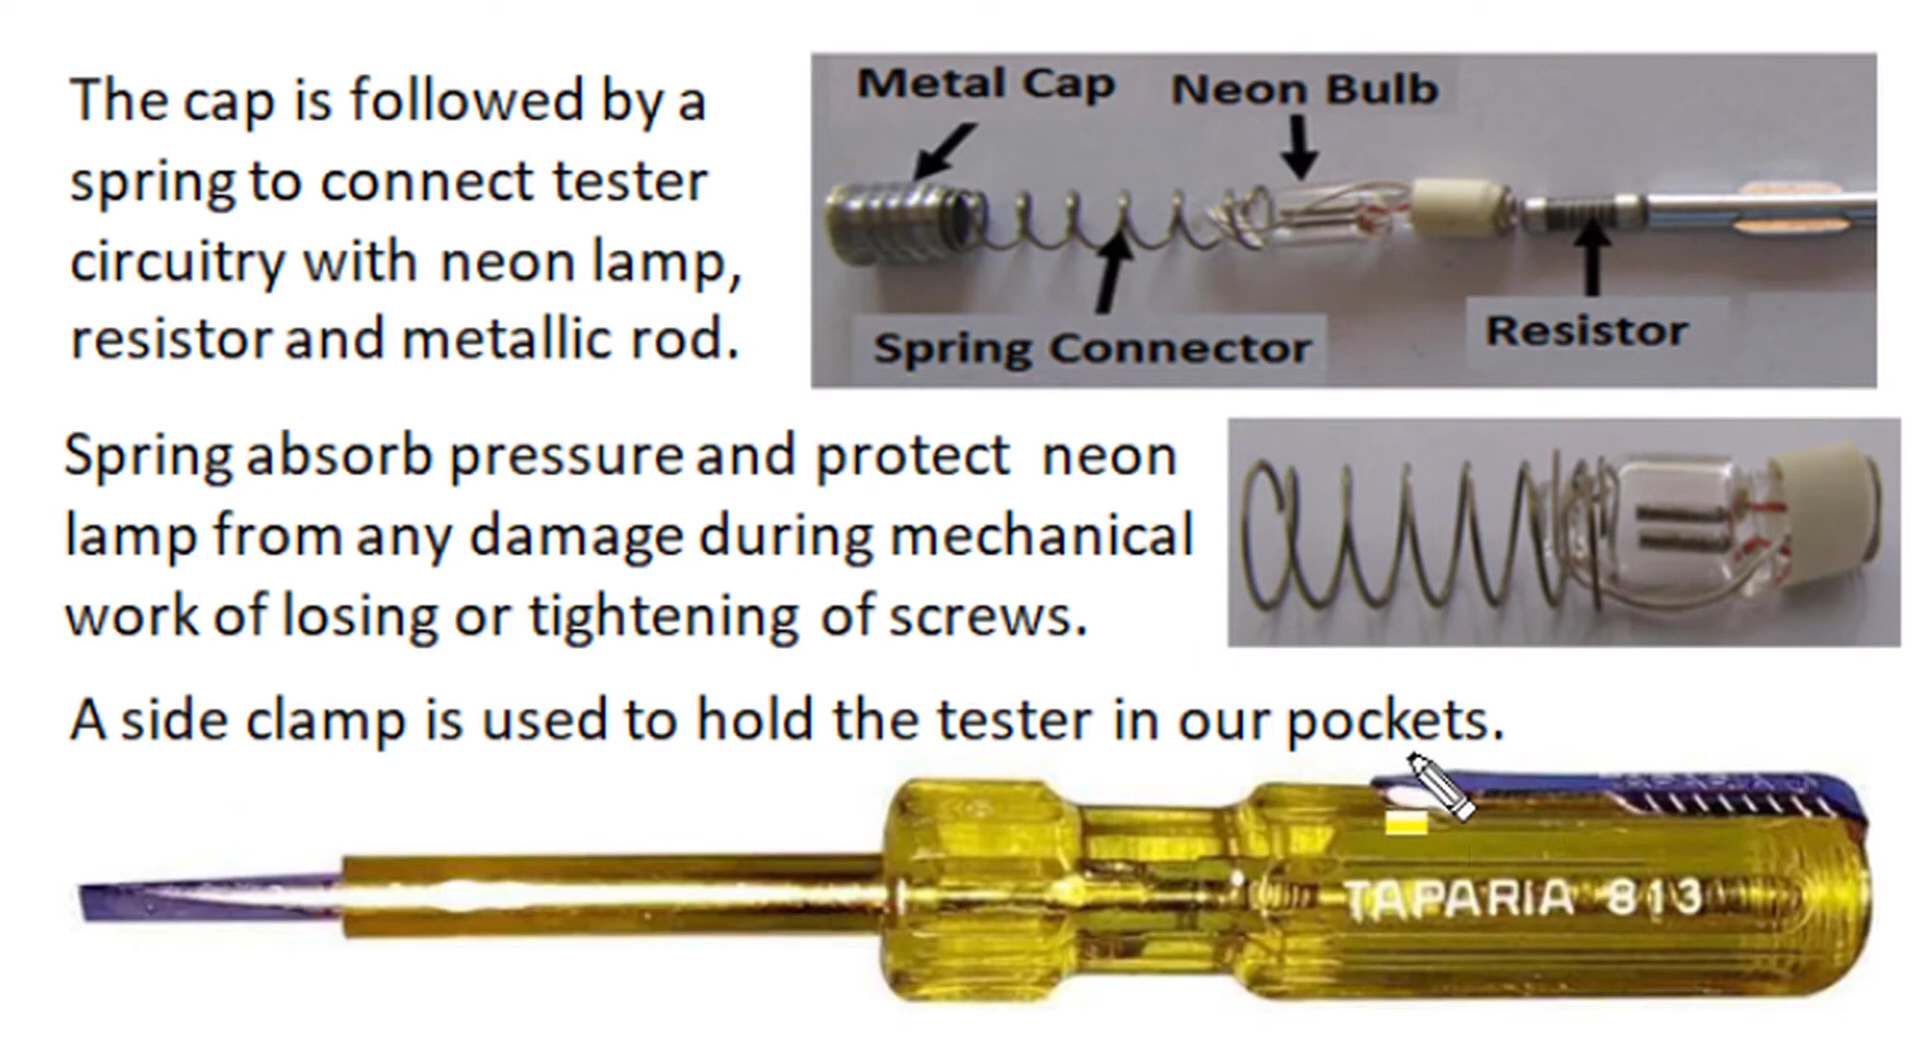 The cap is followed by a
spring to connect tester
circuitry with neon lamp,
resistor and metallic rod.
Metal Cap
Neon Bulb
Spring Connector
Resistor
Spring absorb pressure and protect neon
lamp from any damage during mechanical
work of losing or tightening of screws.
A side clamp is used to hold the tester in our pockets.
TAPARIA 813